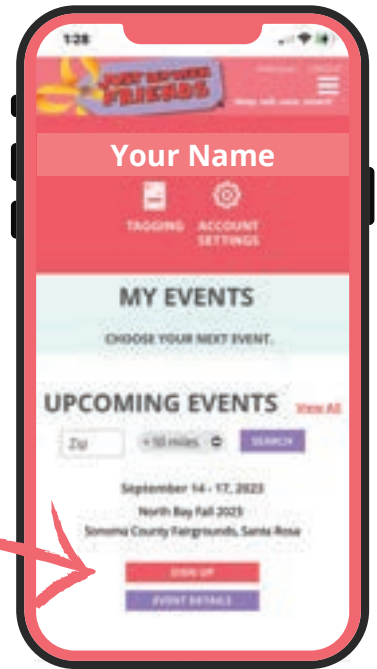 1:28
JUST BETWEEN
FRIENDS
Your Name
TAGGING ACCOUNT
SETTINGS
MY EVENTS
CHOOSE YOUR NEXT EVENT.
UPCOMING EVENTS View All
Zip < 50 miles SEARCH
September 14 - 17, 2023
North Bay Fall 2023
Sonoma County Fairgrounds, Santa Rosa
SIGN UP
EVENT DETAILS